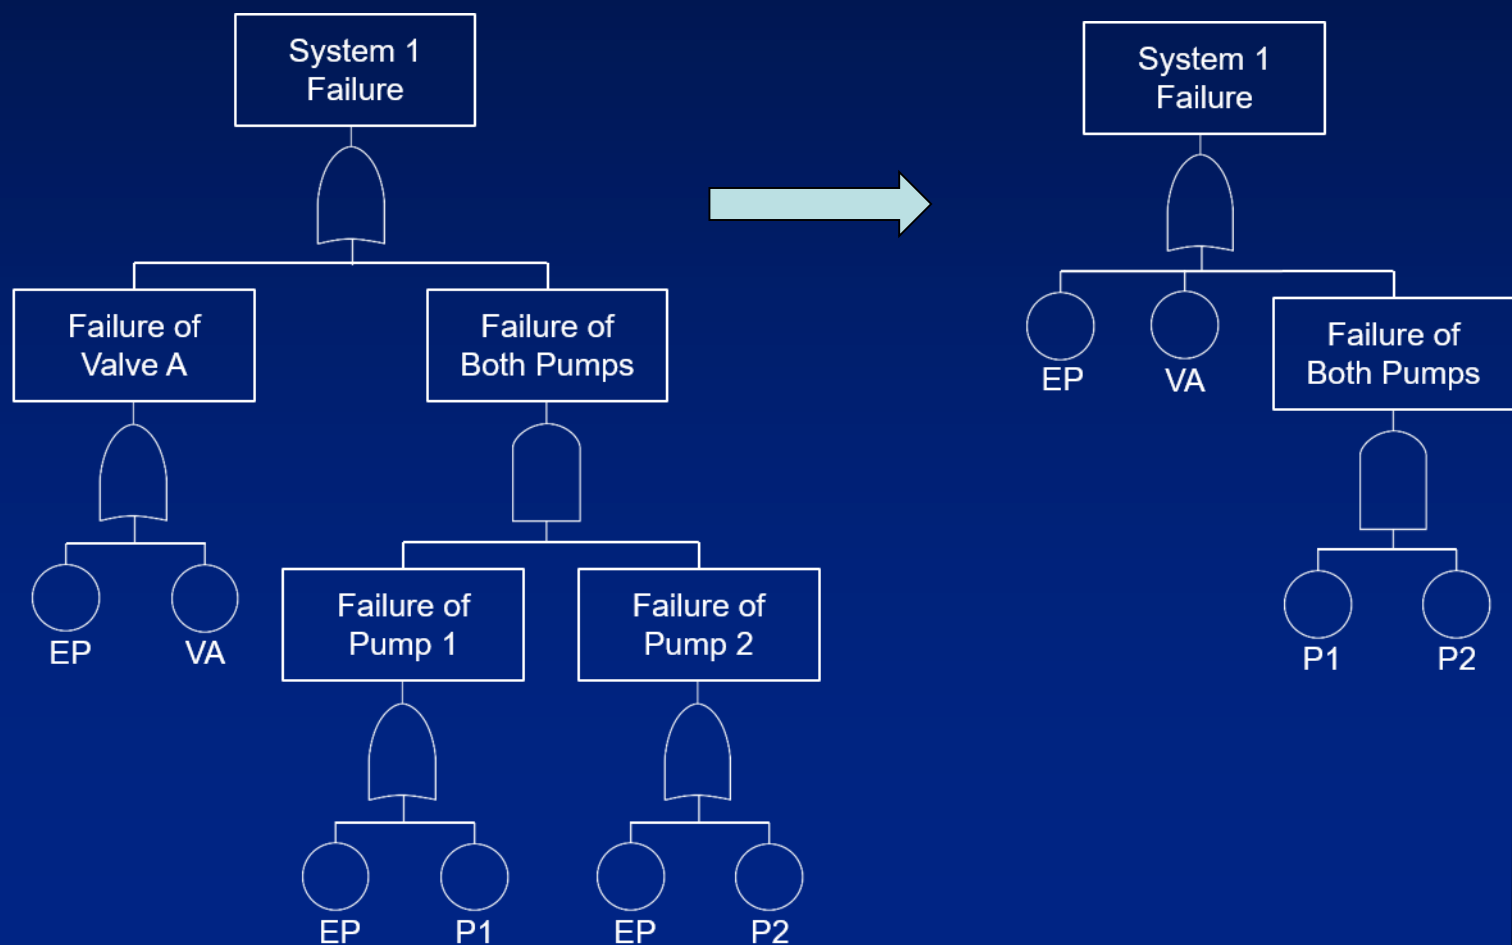 System 1
Failure
Failure of
Valve A
Failure of
Both Pumps
EP
VA
Failure of
Pump 1
Failure of
Pump 2
EP
P1
EP
P2
System 1
Failure
EP
VA
Failure of
Both Pumps
P1
P2